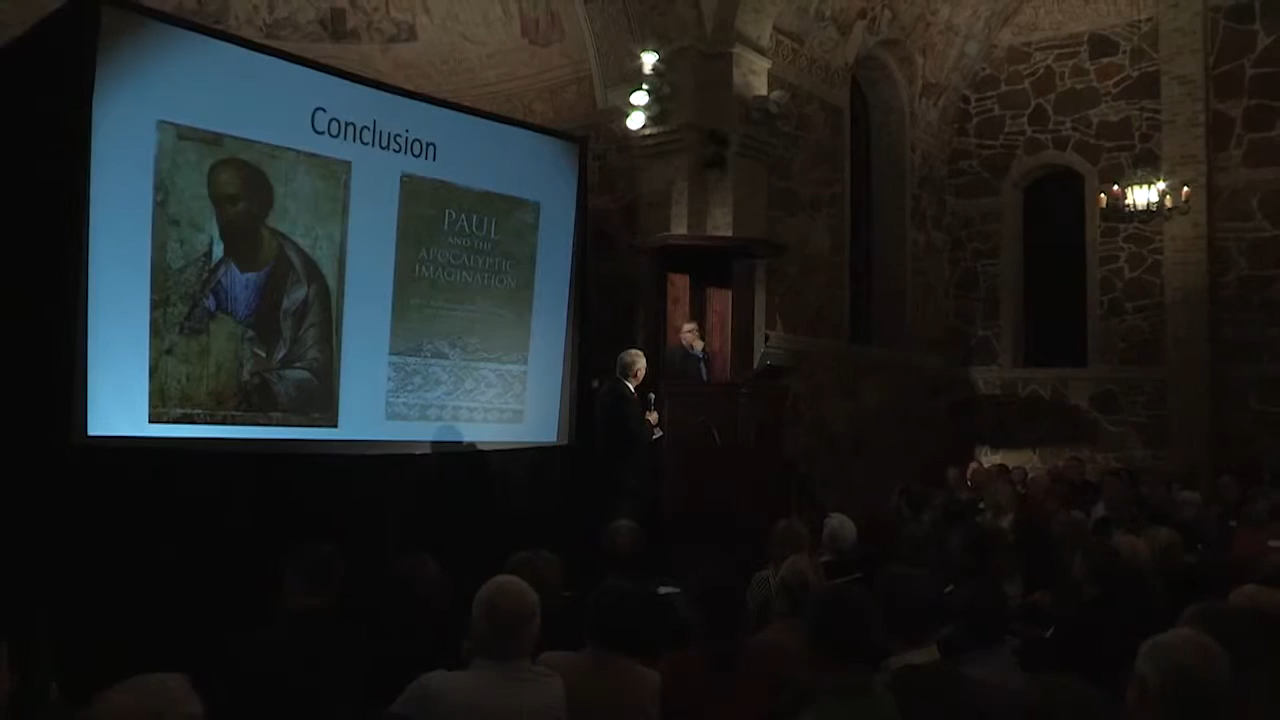 Conclusion
PAUL
AND THE
APOCALYPTIC
IMAGINATION